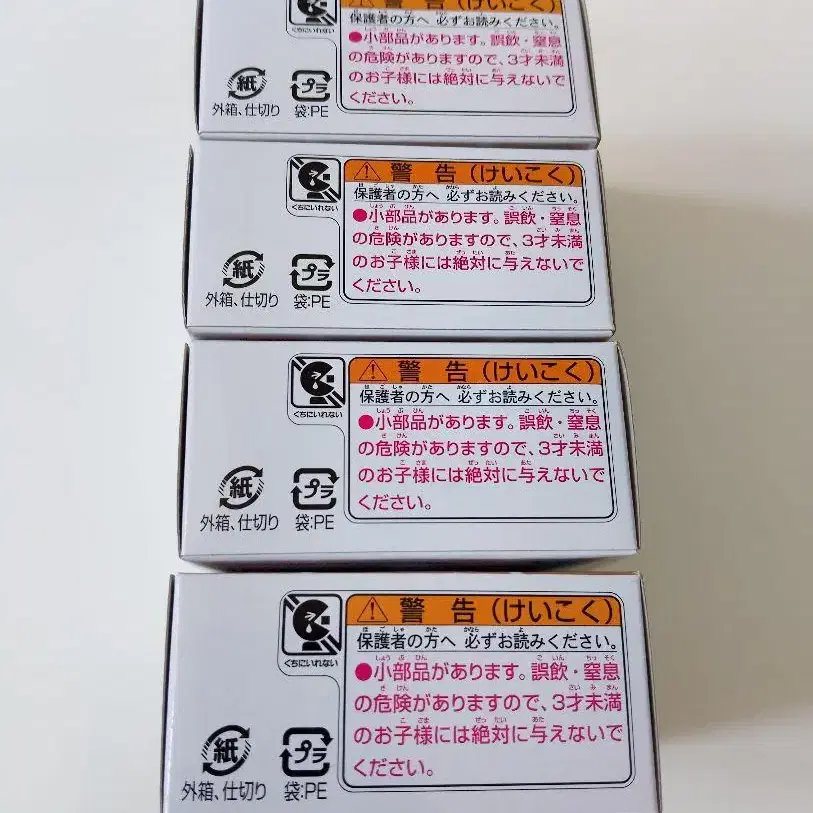 警告(けいこく)
保護者の方へ 必ずお読みください。
●小部品があります。誤飲・窒息
の危険がありますので、3才未満
のお子様には絶対に与えないで
ください。
くちにいれない
紙
プラ
外箱、仕切り 袋:PE
警告(けいこく)
保護者の方へ 必ずお読みください。
●小部品があります。誤飲・窒息
の危険がありますので、3才未満
のお子様には絶対に与えないで
ください。
くちにいれない
紙
プラ
外箱、仕切り 袋:PE
警告(けいこく)
保護者の方へ 必ずお読みください。
●小部品があります。誤飲・窒息
の危険がありますので、3才未満
のお子様には絶対に与えないで
ください。
くちにいれない
紙
プラ
外箱、仕切り 袋:PE
警告(けいこく)
保護者の方へ 必ずお読みください。
●小部品があります。誤飲・窒息
の危険がありますので、3才未満
のお子様には絶対に与えないで
ください。
くちにいれない
紙
プラ
外箱、仕切り 袋:PE